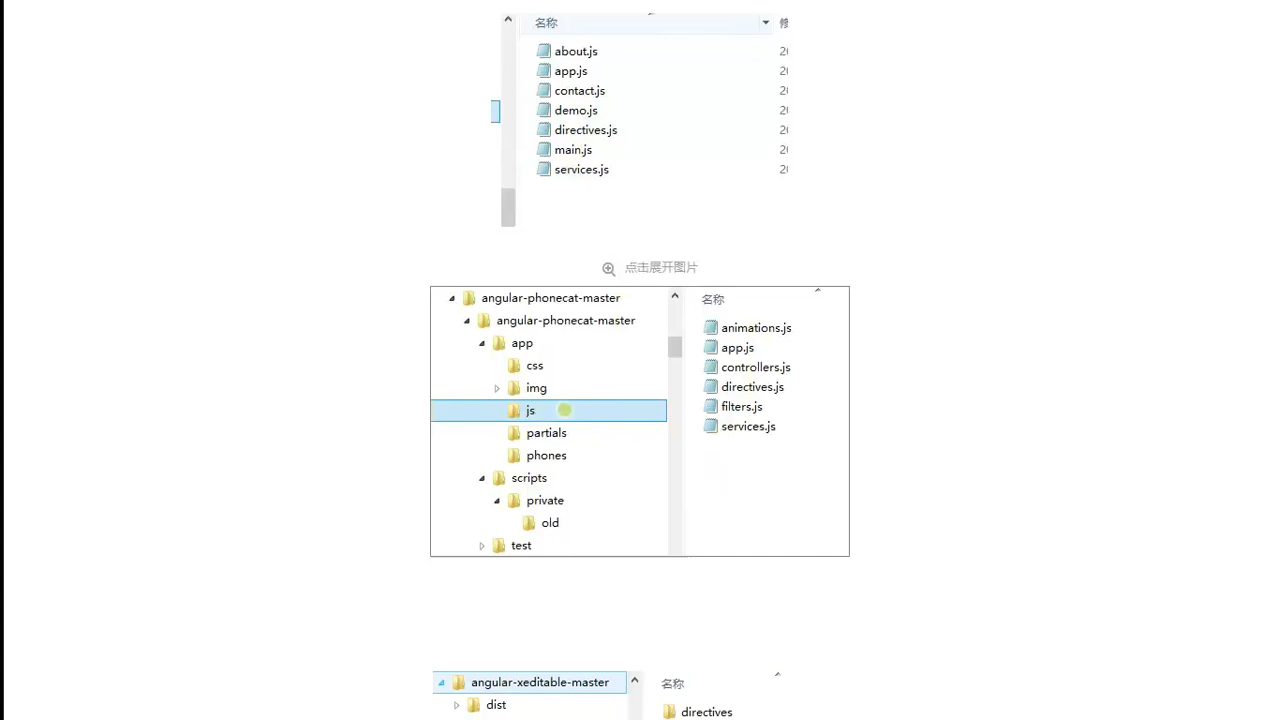 名称
about.js
app.js
contact.js
demo.js
directives.js
main.js
services.js
点击展开图片
angular-phonecat-master
angular-phonecat-master
app
css
img
js
partials
phones
scripts
private
old
test
名称
animations.js
app.js
controllers.js
directives.js
filters.js
services.js
angular-xeditable-master
dist
名称
directives